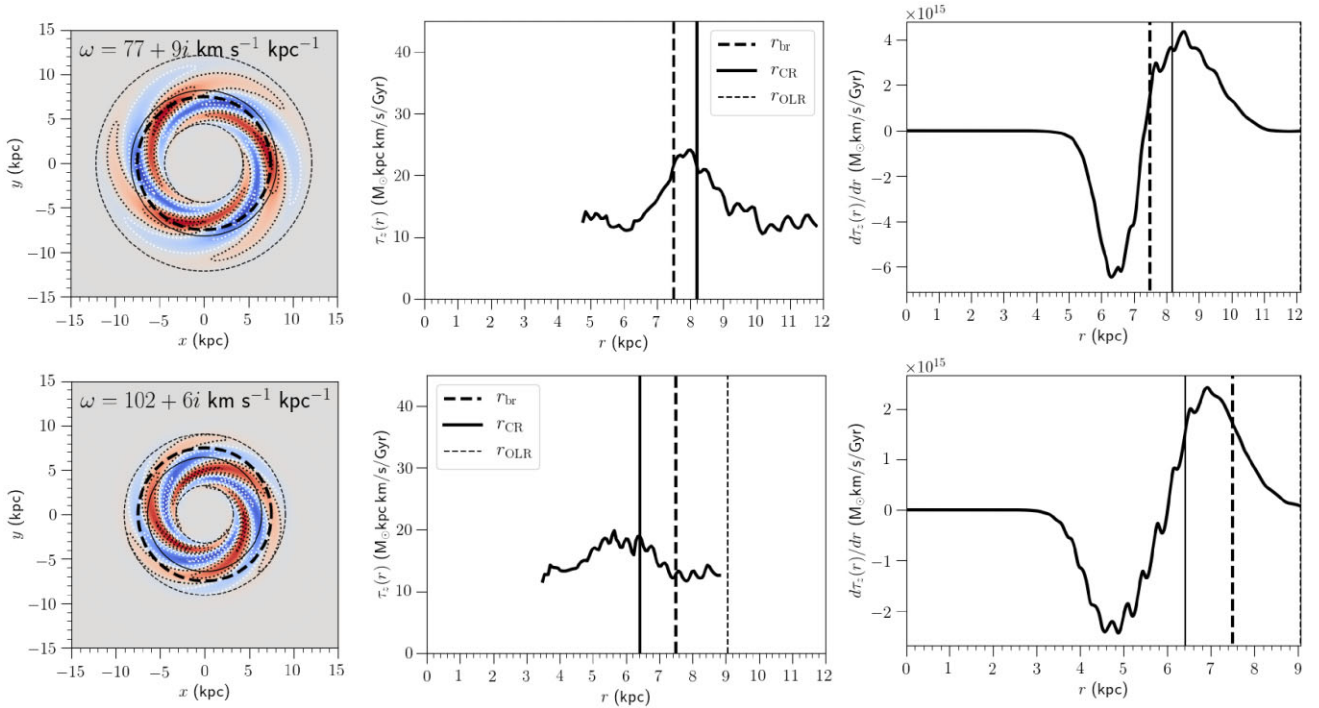 ω = 77 + 9i km s⁻¹ kpc⁻¹
15
10
5
0
−5
−10
−15
y (kpc)
−15 −10 −5 0 5 10 15
x (kpc)
40
30
20
10
0
τz(r) (M⊙kpc km/s/Gyr)
r_br
r_CR
r_OLR
0 1 2 3 4 5 6 7 8 9 10 11 12
r (kpc)
×10¹⁵
4
2
0
−2
−4
−6
dτz(r)/dr (M⊙km/s/Gyr)
0 1 2 3 4 5 6 7 8 9 10 11 12
r (kpc)
ω = 102 + 6i km s⁻¹ kpc⁻¹
15
10
5
0
−5
−10
−15
y (kpc)
−15 −10 −5 0 5 10 15
x (kpc)
40
30
20
10
0
τz(r) (M⊙kpc km/s/Gyr)
r_br
r_CR
r_OLR
0 1 2 3 4 5 6 7 8 9 10 11 12
r (kpc)
×10¹⁵
2
1
0
−1
−2
dτz(r)/dr (M⊙km/s/Gyr)
0 1 2 3 4 5 6 7 8 9
r (kpc)